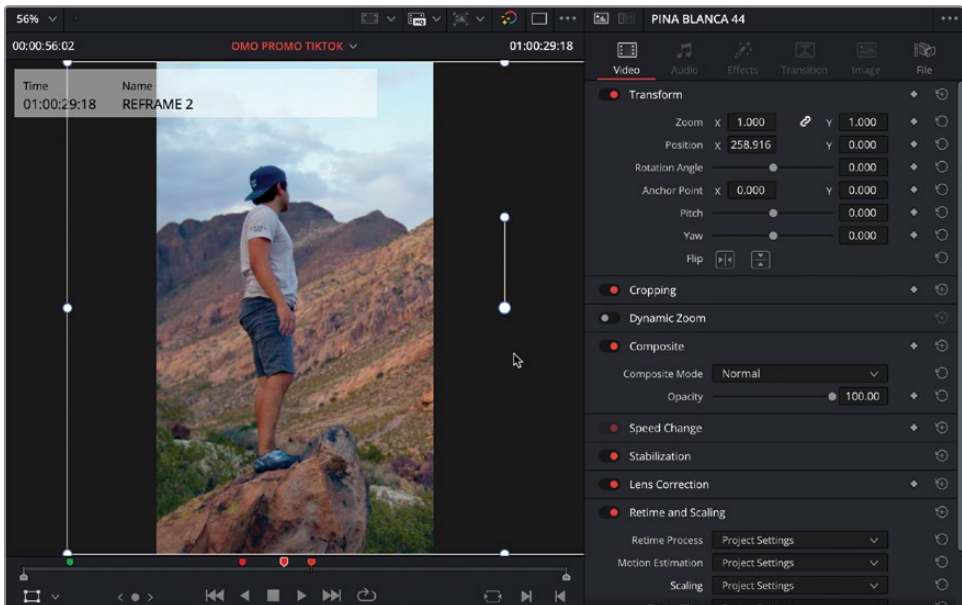 56%
HQ
PINA BLANCA 44
00:00:56:02
OMO PROMO TIKTOK
01:00:29:18
Video
Audio
Effects
Transition
Image
File
Time
Name
01:00:29:18
REFRAME 2
Transform
Zoom X 1.000 Y 1.000
Position X 258.916 Y 0.000
Rotation Angle 0.000
Anchor Point X 0.000 Y 0.000
Pitch 0.000
Yaw 0.000
Flip
Cropping
Dynamic Zoom
Composite
Composite Mode Normal
Opacity 100.00
Speed Change
Stabilization
Lens Correction
Retime and Scaling
Retime Process Project Settings
Motion Estimation Project Settings
Scaling Project Settings